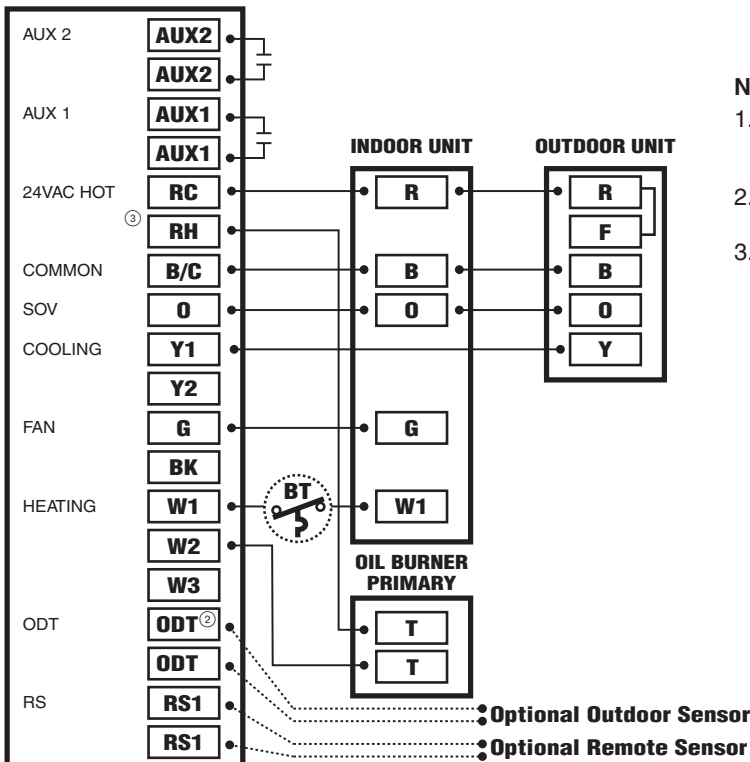 AUX 2 AUX2
AUX2
AUX 1 AUX1
AUX1
INDOOR UNIT OUTDOOR UNIT
24VAC HOT RC R R
③ RH F
COMMON B/C B B
SOV O O O
COOLING Y1 Y
Y2
FAN G G
BK
HEATING W1 BT W1
W2
OIL BURNER
PRIMARY
W3
ODT ODT② T
ODT T
RS RS1 Optional Outdoor Sensor
RS1 Optional Remote Sensor
N
1.
2.
3.